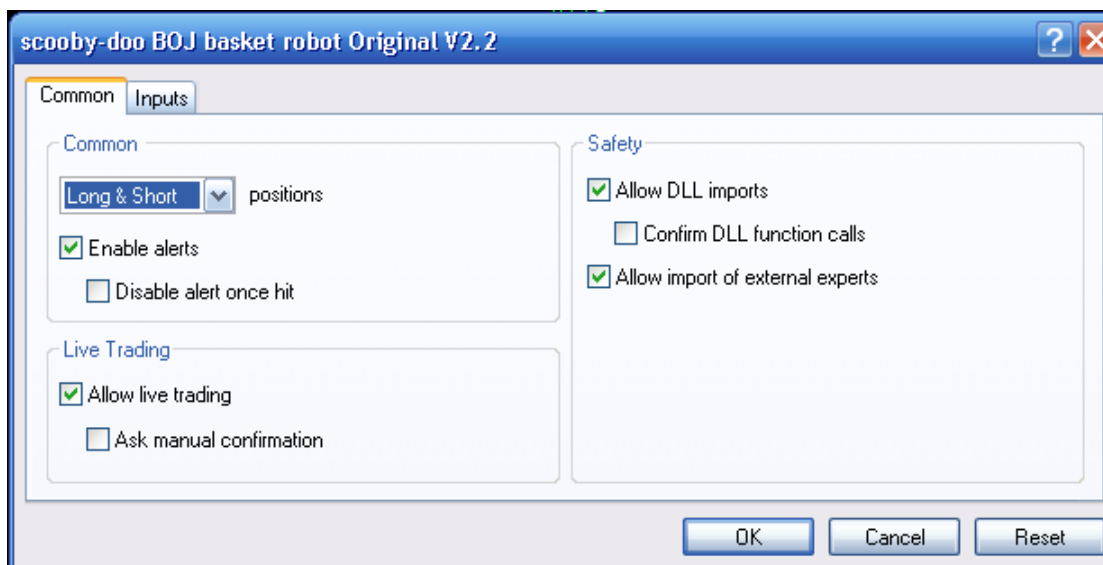 scooby-doo BOJ basket robot Original V2.2
Common
Inputs
Common
Long & Short positions
Enable alerts
Disable alert once hit
Live Trading
Allow live trading
Ask manual confirmation
Safety
Allow DLL imports
Confirm DLL function calls
Allow import of external experts
OK
Cancel
Reset